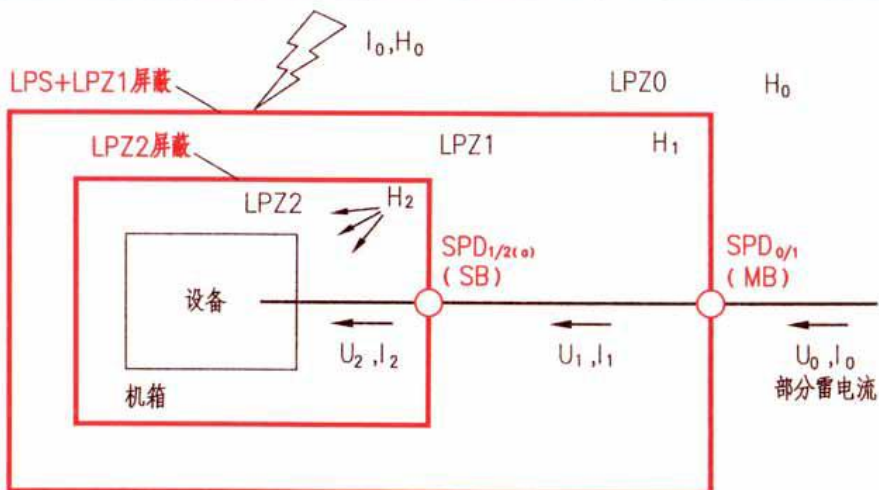 I₀,H₀
LPS+LPZ1屏蔽
LPZ0
H₀
LPZ2屏蔽
LPZ1
H₁
LPZ2
H₂
SPD₁/₂₍ₐ₎
(SB)
SPD₀/₁
(MB)
设备
U₂,I₂
U₁,I₁
U₀,I₀
机箱
部分雷电流